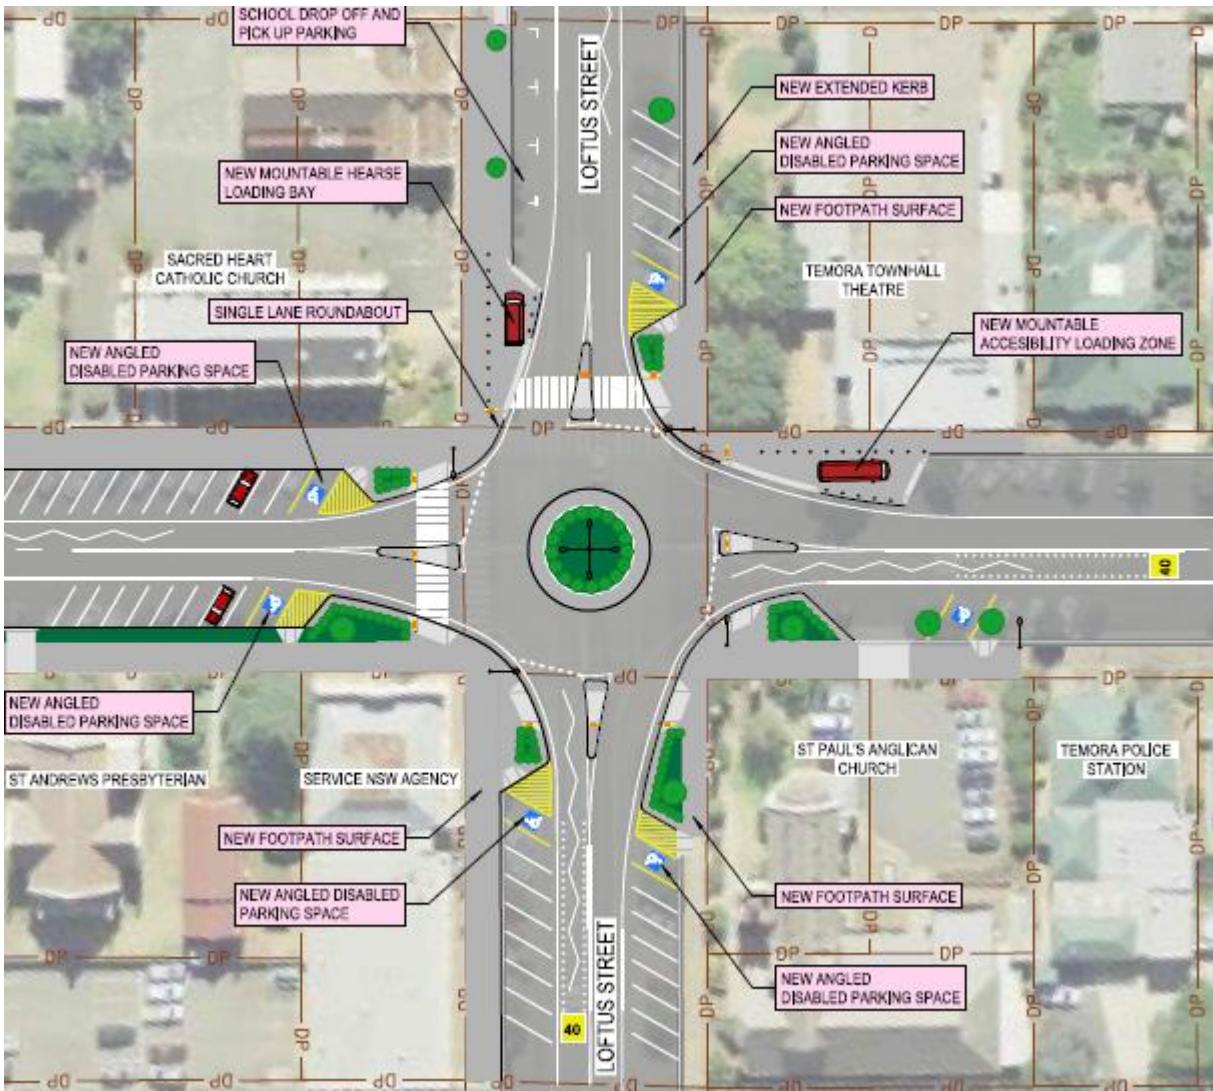 SCHOOL DROP OFF AND
PICK UP PARKING
LOFTUS STREET
NEW EXTENDED KERB
NEW ANGLED
DISABLED PARKING SPACE
NEW MOUNTABLE HEARSE
LOADING BAY
NEW FOOTPATH SURFACE
SACRED HEART
CATHOLIC CHURCH
TEMORA TOWNHALL
THEATRE
SINGLE LANE ROUNDABOUT
NEW MOUNTABLE
ACCESIBILITY LOADING ZONE
NEW ANGLED
DISABLED PARKING SPACE
40
NEW ANGLED
DISABLED PARKING SPACE
ST ANDREWS PRESBYTERIAN
SERVICE NSW AGENCY
ST PAUL'S ANGLICAN
CHURCH
TEMORA POLICE
STATION
NEW FOOTPATH SURFACE
NEW ANGLED DISABLED
PARKING SPACE
NEW FOOTPATH SURFACE
NEW ANGLED
DISABLED PARKING SPACE
LOFTUS STREET
40
DP